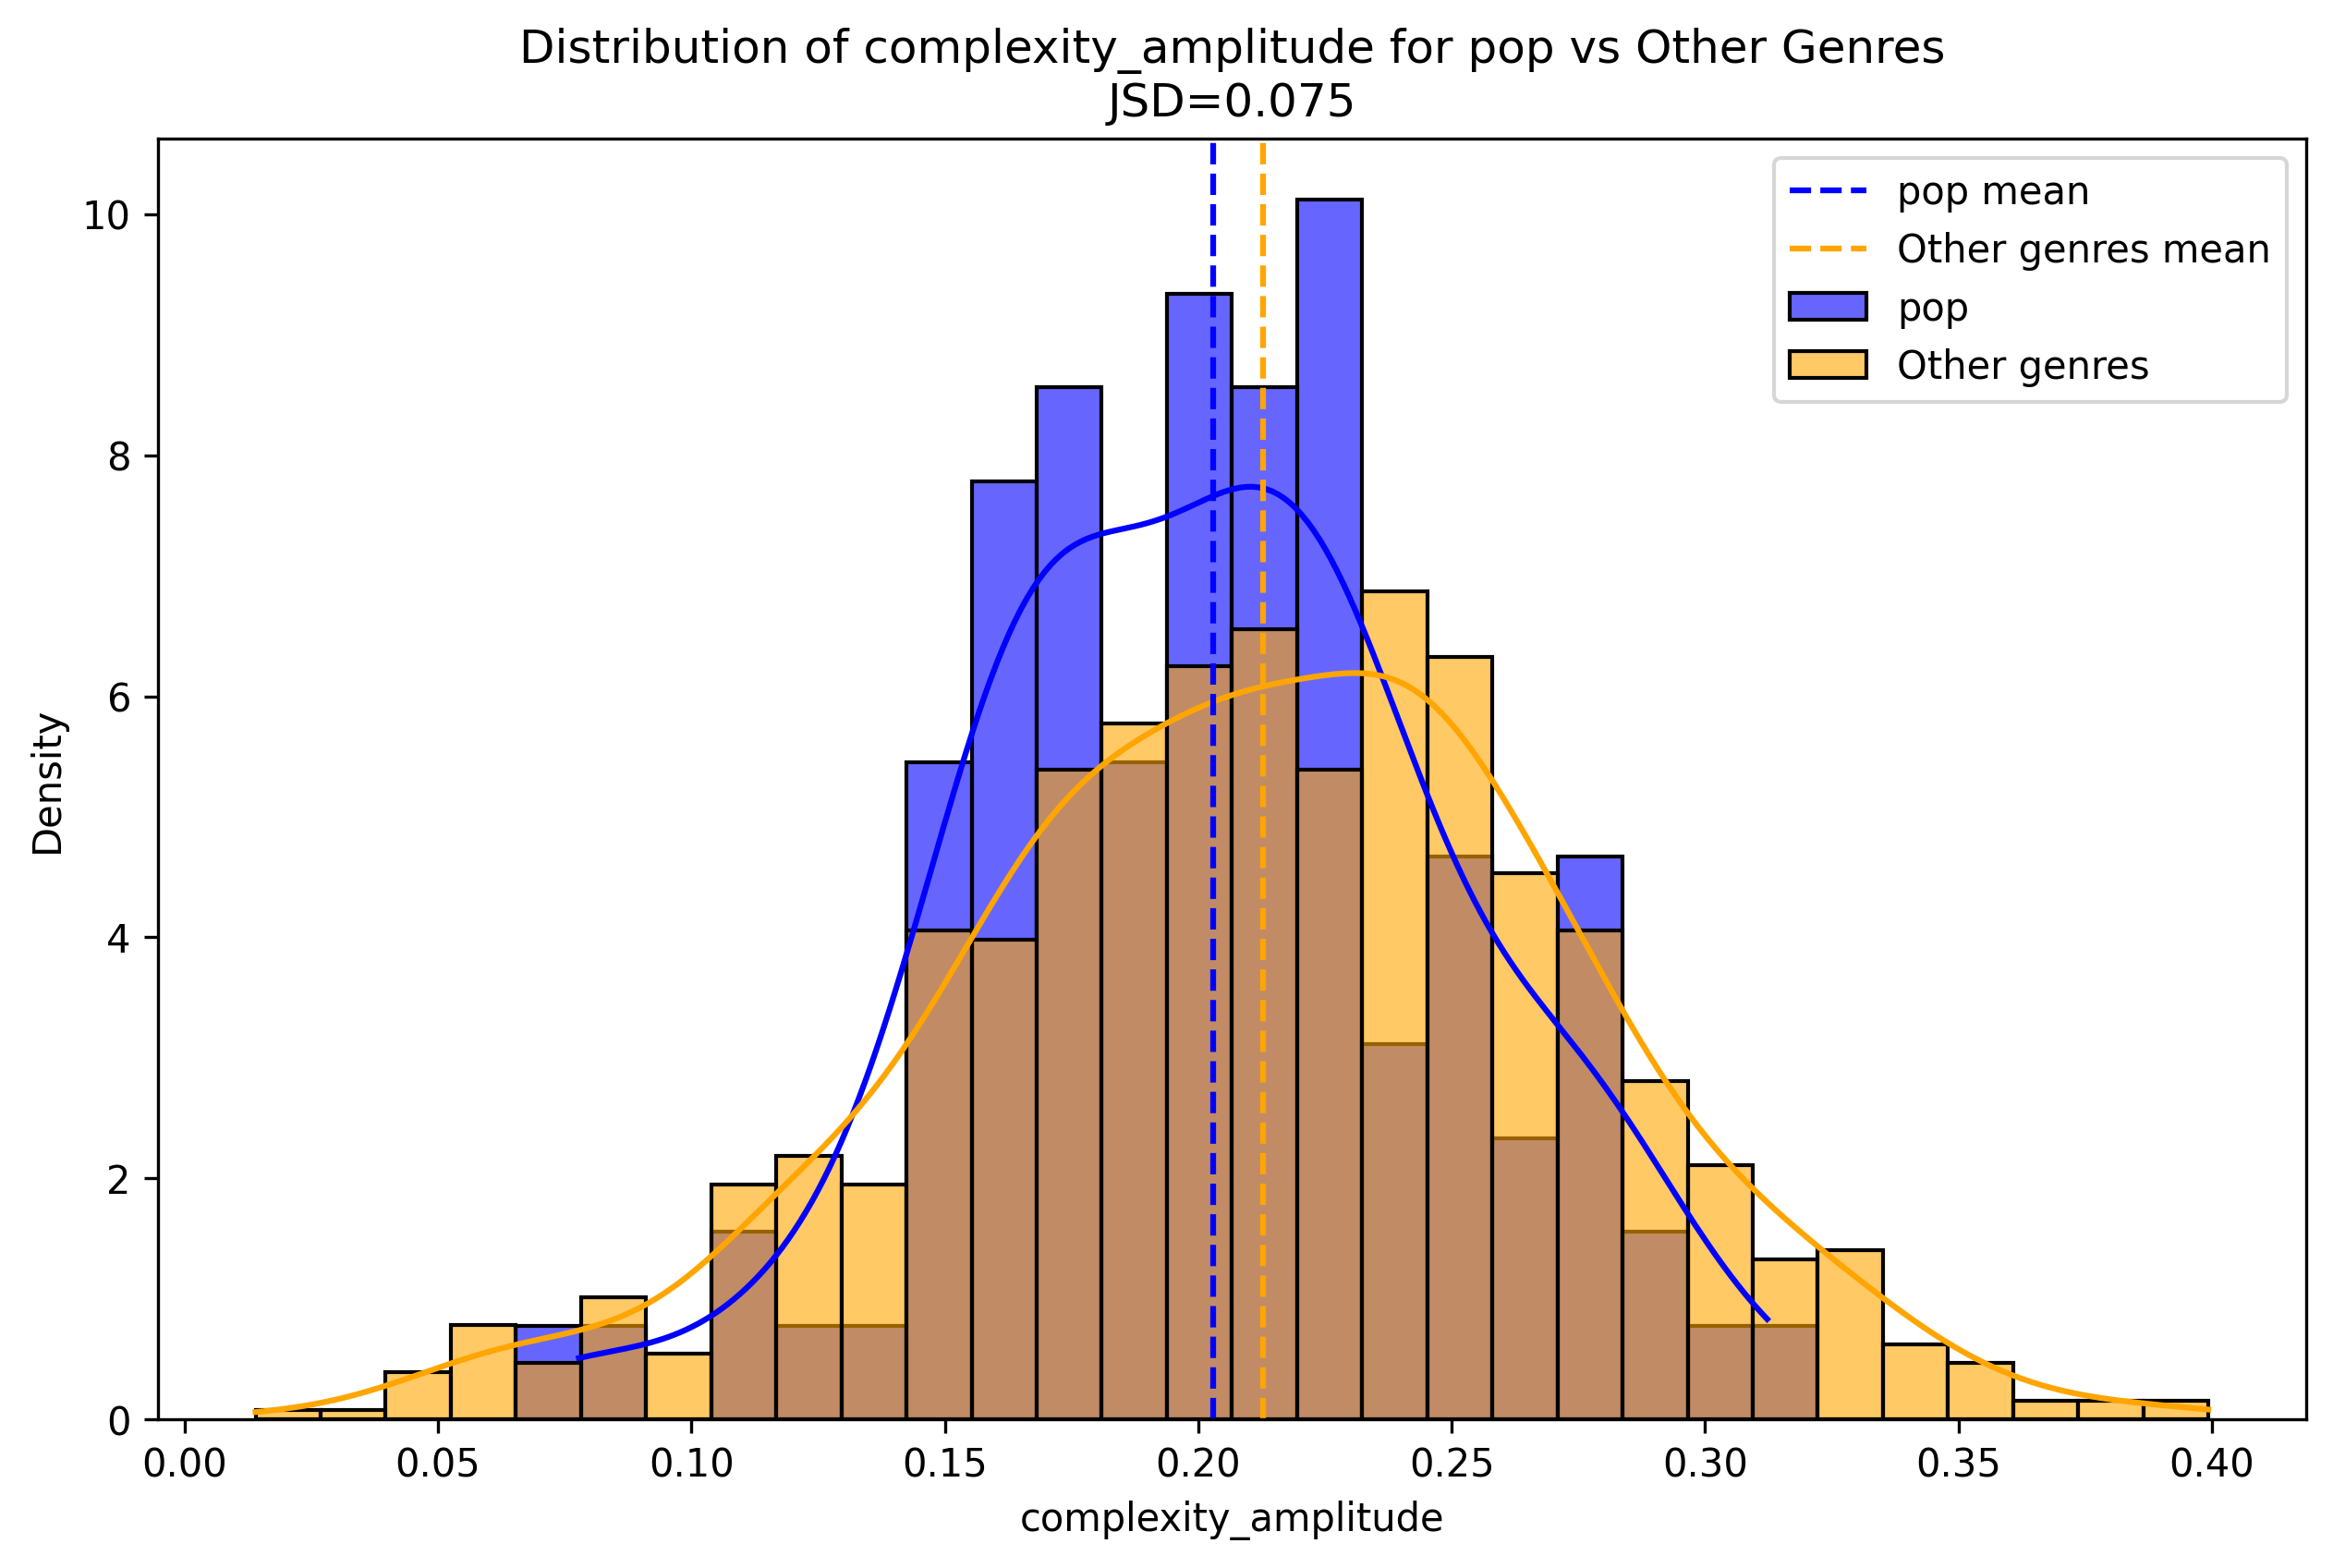 Distribution of complexity_amplitude for pop vs Other Genres
JSD=0.075
pop mean
Other genres mean
pop
Other genres
10
8
6
4
2
0
Density
0.00 0.05 0.10 0.15 0.20 0.25 0.30 0.35 0.40
complexity_amplitude